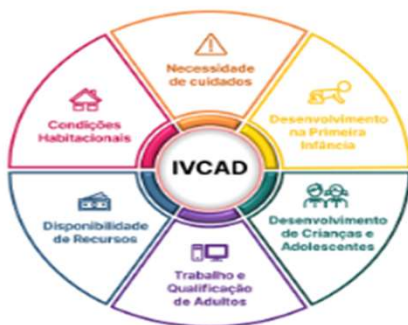 Necessidade
de cuidados
Desenvolvimento
na Primeira
Infância
Desenvolvimento
de Crianças e
Adolescentes
Trabalho e
Qualificação
de Adultos
Disponibilidade
de Recursos
Condições
Habitacionais
IVCAD